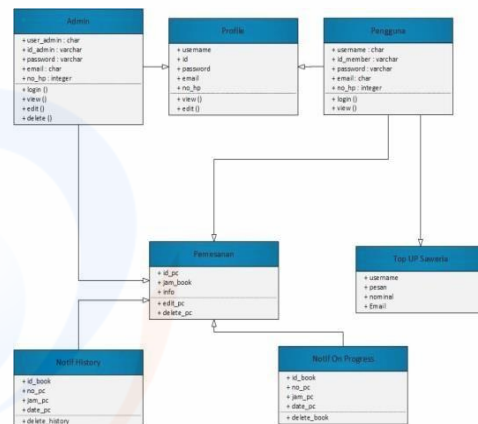 Admin
+ user_admin : char
+ id_admin : varchar
+ password : varchar
+ email : char
+ no_hp : integer
+ login ()
+ view ()
+ edit ()
+ delete ()
Profile
+ username
+ id
+ password
+ email
+ no_hp
+ view ()
+ edit ()
Pengguna
+ username : char
+ id_member : varchar
+ password : varchar
+ email : char
+ no_hp : integer
+ login ()
+ view ()
Pemesanan
+ id_pc
+ jam_book
+ info
+ edit_pc
+ delete_pc
Top UP Saweria
+ username
+ pesan
+ nominal
+ Email
Notif History
+ id_book
+ no_pc
+ jam_pc
+ date_pc
+ delete_history
Notif On Progress
+ id_book
+ no_pc
+ jam_pc
+ date_pc
+ delete_book